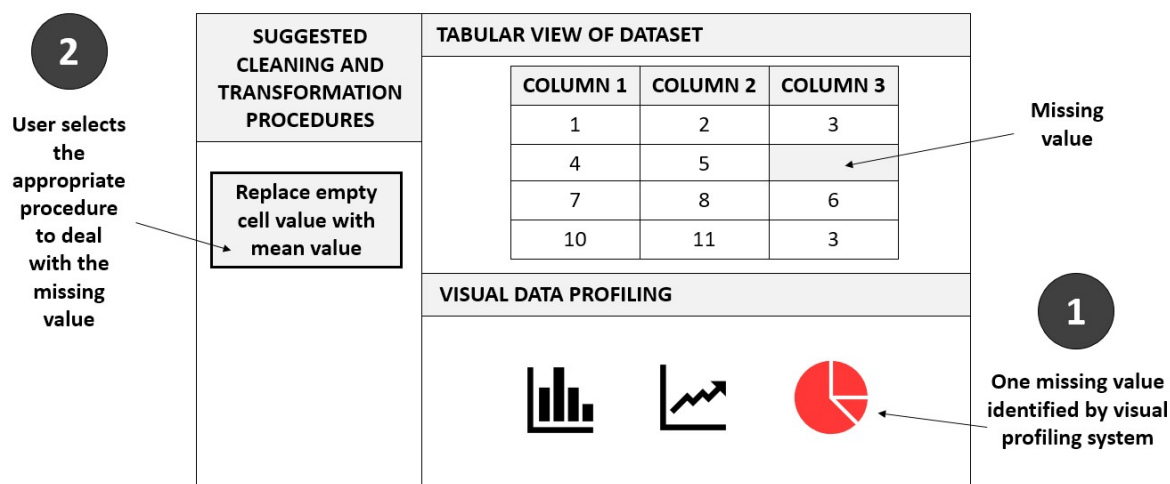 2
User selects
the
appropriate
procedure
to deal
with the
missing
value
SUGGESTED
CLEANING AND
TRANSFORMATION
PROCEDURES
Replace empty
cell value with
mean value
TABULAR VIEW OF DATASET
COLUMN 1 COLUMN 2 COLUMN 3
1 2 3
4 5
7 8 6
10 11 3
Missing
value
VISUAL DATA PROFILING
1
One missing value
identified by visual
profiling system